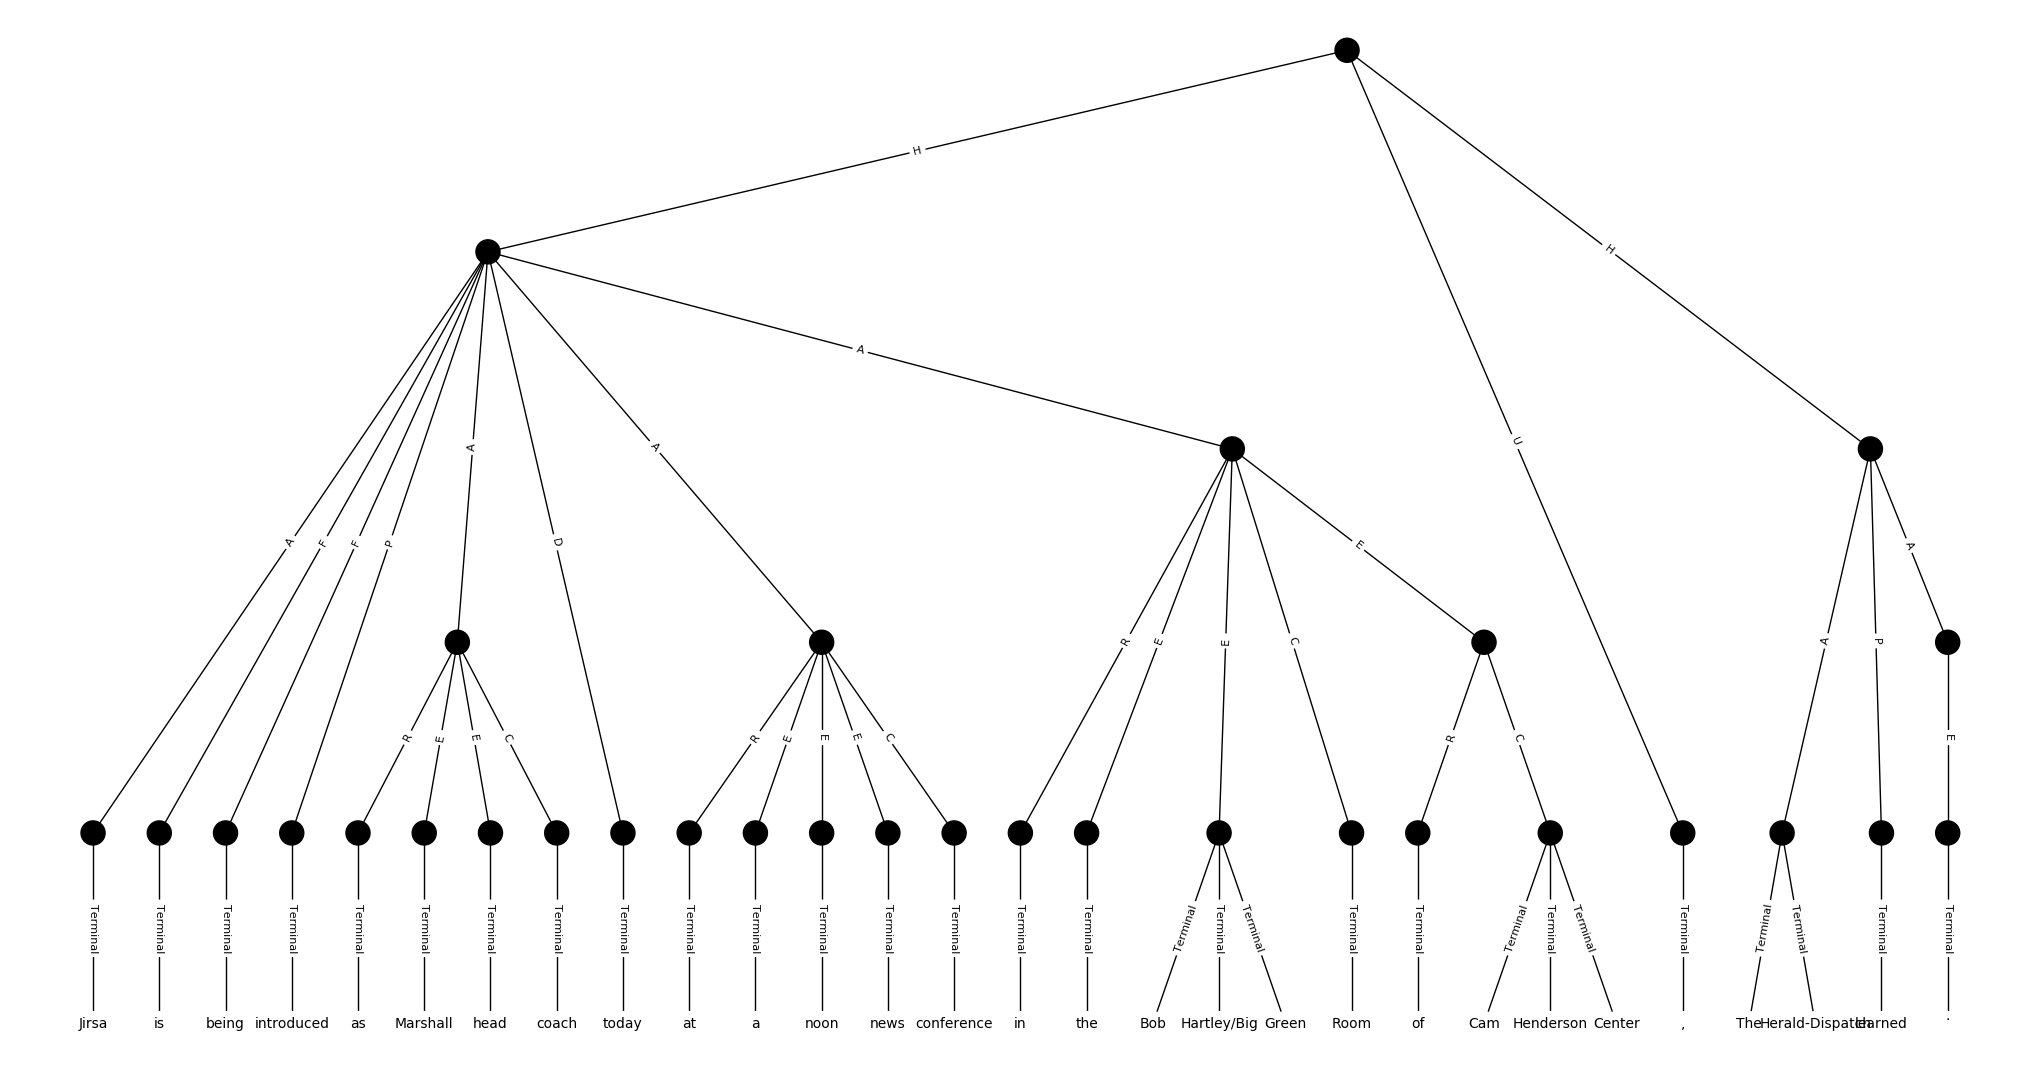 H
H
A
U
A
A
F
F
P
A
D
E
A
R
E
E
C
A
P
R
E
E
C
R
E
E
E
C
R
C
E
Terminal Terminal Terminal Terminal Terminal Terminal Terminal Terminal Terminal Terminal Terminal Terminal Terminal Terminal Terminal Terminal Terminal Terminal Terminal Terminal Terminal Terminal Terminal Terminal Terminal Terminal Terminal Terminal Terminal
Jirsa is being introduced as Marshall head coach today at a noon news conference in the Bob Hartley/Big Green Room of Cam Henderson Center , The Herald-Dispatch learned .